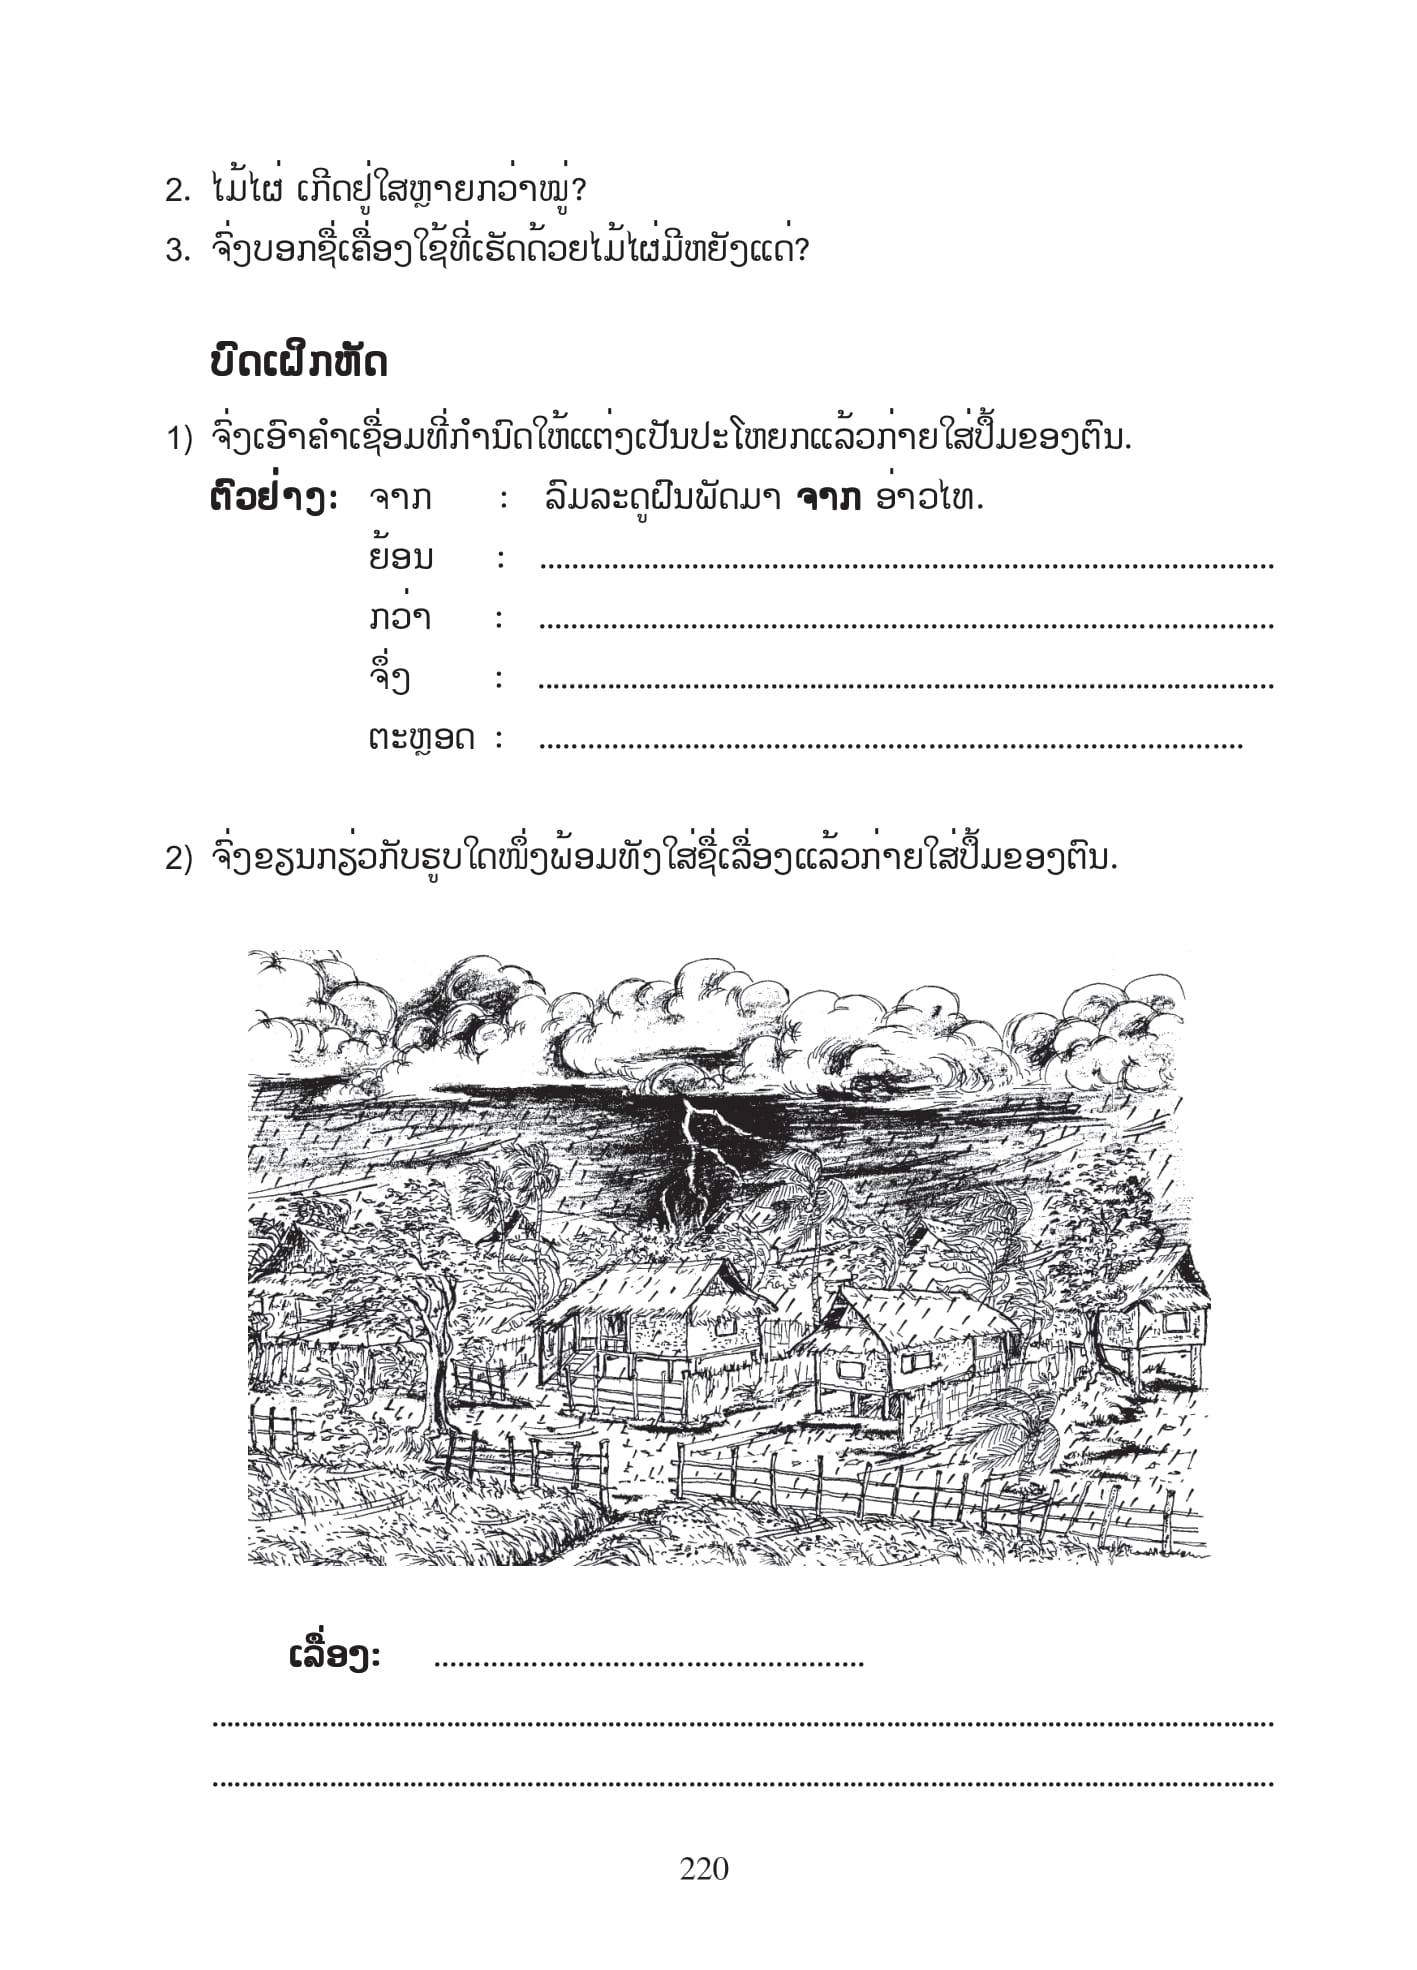 2. ໄມ້ໄຜ່ ເກີດຢູ່ໃສຫຼາຍກວ່າໝູ່?
3. ຈົ່ງບອກຊື່ເຄື່ອງໃຊ້ທີ່ເຮັດດ້ວຍໄມ້ໄຜ່ມີຫຍັງແດ່?
ບົດເຝິກຫັດ
1) ຈົ່ງເອົາຄຳເຊື່ອມທີ່ກຳນົດໃຫ້ແຕ່ງເປັນປະໂຫຍກແລ້ວກ່າຍໃສ່ປຶ້ມຂອງຕົນ.
ຕົວຢ່າງ: ຈາກ : ລົມລະດູຝົນພັດມາ ຈາກ ອ່າວໄທ.
ຍ້ອນ : ..........................................................................................
ກວ່າ : ..........................................................................................
ຈຶ່ງ : ..........................................................................................
ຕະຫຼອດ : ......................................................................................
2) ຈົ່ງຂຽນກຽ່ວກັບຮູບໃດໜຶ່ງພ້ອມທັງໃສ່ຊື່ເລື່ອງແລ້ວກ່າຍໃສ່ປຶ້ມຂອງຕົນ.
ເລື່ອງ: .....................................................
..................................................................................................................................
..................................................................................................................................
220